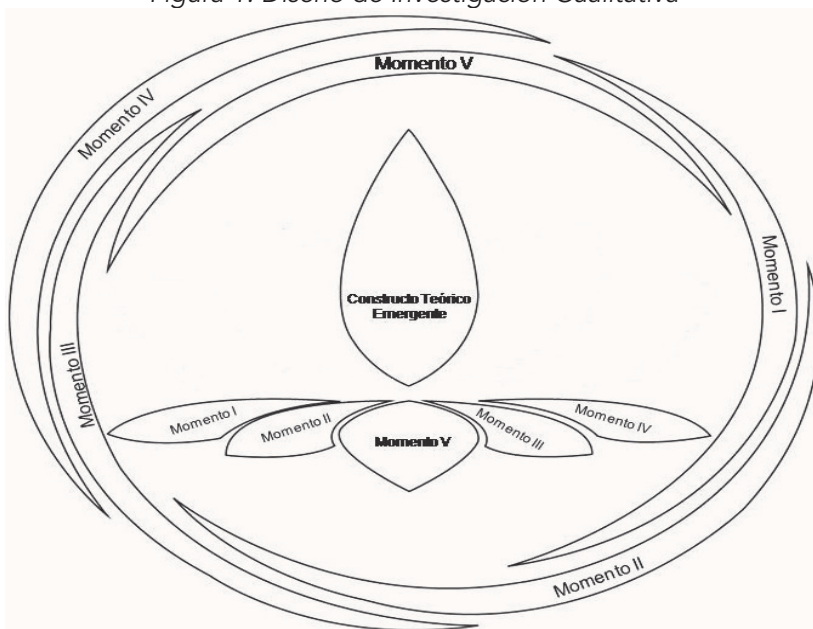 Figura 1. Diseño de Investigación Cualitativa
Momento V
Momento IV
Momento I
Momento III
Momento II
Constructo Teórico
Emergente
Momento I
Momento II
Momento V
Momento III
Momento IV